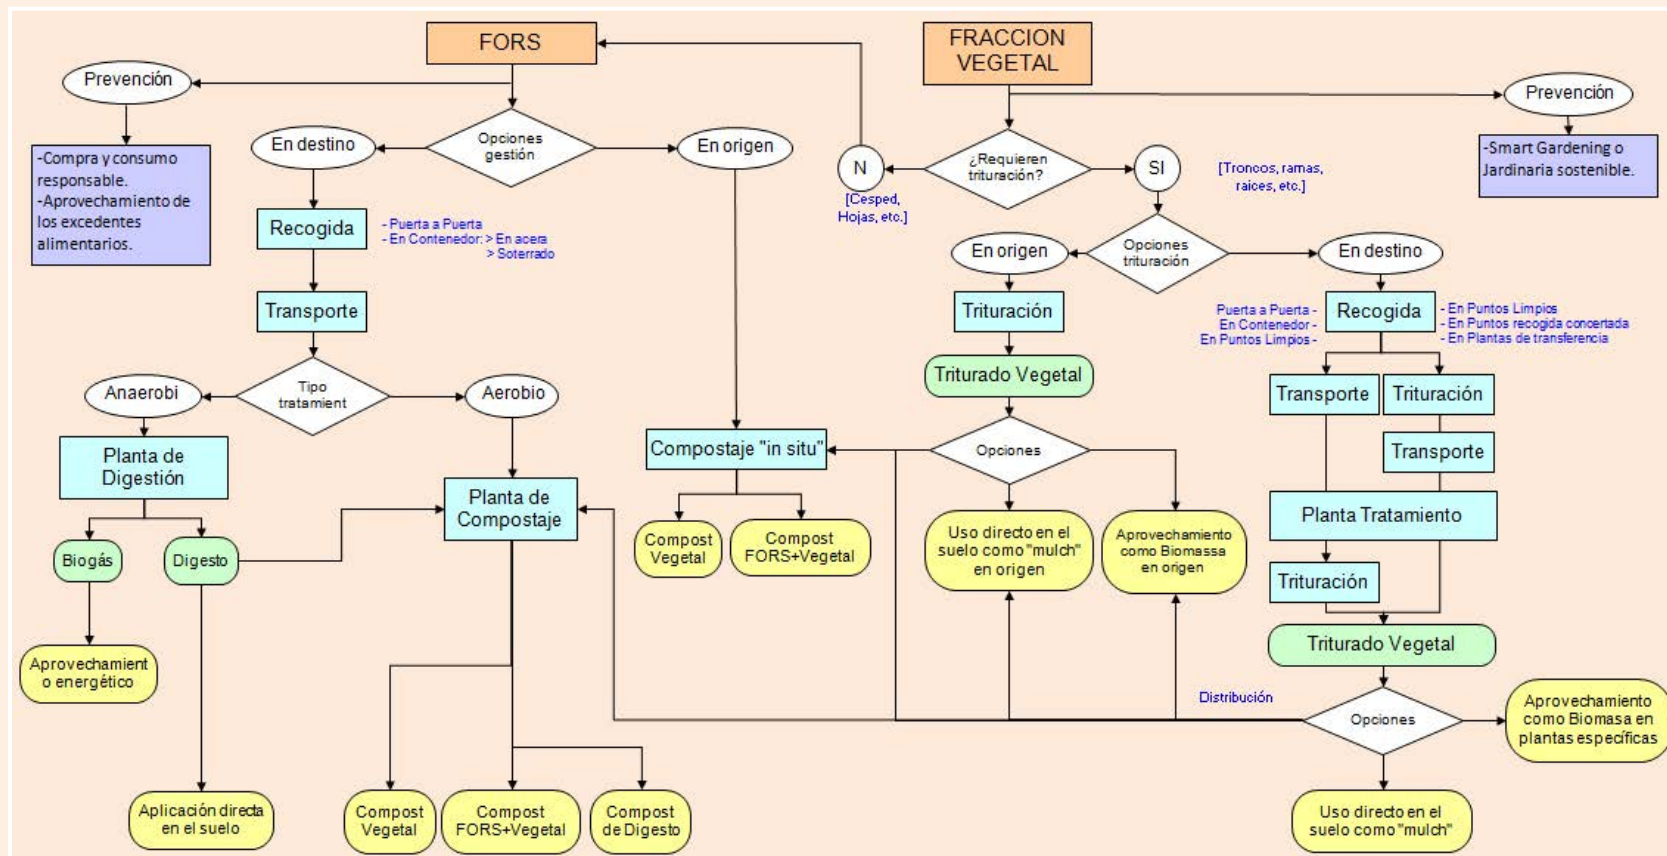 FORS
FRACCION
VEGETAL
Prevención
-Compra y consumo
responsable.
-Aprovechamiento de
los excedentes
alimentarios.
Opciones
gestión
En destino
En origen
Recogida
- Puerta a Puerta
- En Contenedor: > En acera
> Soterrado
Transporte
Tipo
tratamient
Anaerobi
Aerobio
Planta de
Digestión
Biogás
Digesto
Aprovechamient
o energético
Aplicación directa
en el suelo
Planta de
Compostaje
Compost
Vegetal
Compost
FORS+Vegetal
Compost
de Digesto
Compostaje "in situ"
Compost
Vegetal
Compost
FORS+Vegetal
Prevención
-Smart Gardening o
Jardinaria sostenible.
¿Requieren
trituración?
N
[Cesped,
Hojas, etc.]
SI
[Troncos, ramas,
raices, etc.]
Opciones
trituración
En origen
En destino
Trituración
Triturado Vegetal
Opciones
Uso directo en el
suelo como "mulch"
en origen
Aprovechamiento
como Biomassa
en origen
Puerta a Puerta -
En Contenedor -
En Puntos Limpios -
Recogida
- En Puntos Limpios
- En Puntos recogida concertada
- En Plantas de transferencia
Transporte
Trituración
Transporte
Planta Tratamiento
Trituración
Triturado Vegetal
Distribución
Opciones
Aprovechamiento
como Biomasa en
plantas específicas
Uso directo en el
suelo como "mulch"